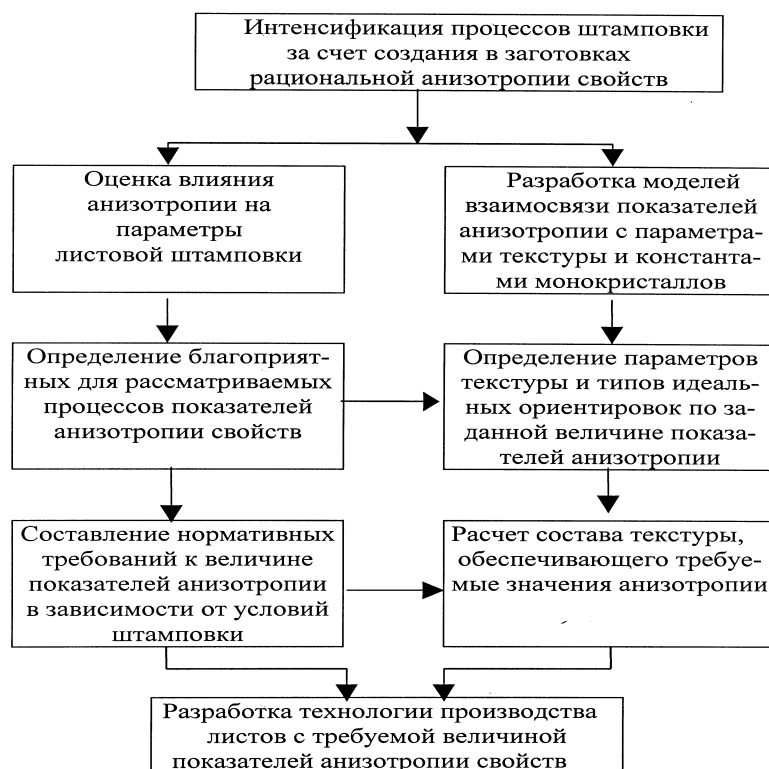 Интенсификация процессов штамповки
за счет создания в заготовках
рациональной анизотропии свойств
Оценка влияния
анизотропии на
параметры
листовой штамповки
Разработка моделей
взаимосвязи показателей
анизотропии с параметра-
ми текстуры и константа-
ми монокристаллов
Определение благоприят-
ных для рассматриваемых
процессов показателей
анизотропии свойств
Определение параметров
текстуры и типов идеаль-
ных ориентировок по за-
данной величине показа-
телей анизотропии
Составление нормативных
требований к величине
показателей анизотропии
в зависимости от условий
штамповки
Расчет состава текстуры,
обеспечивающего требуе-
мые значения анизотропии
Разработка технологии производства
листов с требуемой величиной
показателей анизотропии свойств